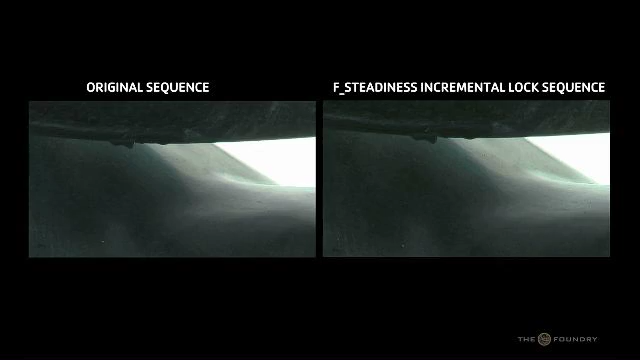 ORIGINAL SEQUENCE
F_STEADINESS INCREMENTAL LOCK SEQUENCE
THE FOUNDRY